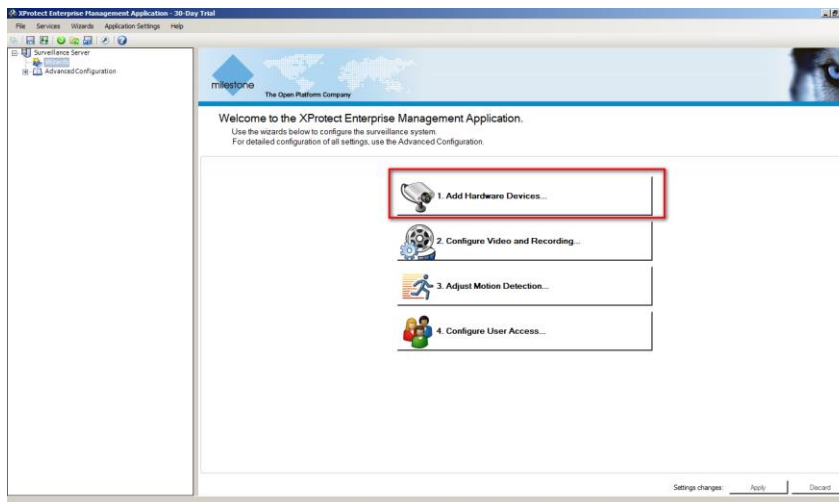 XProtect Enterprise Management Application - 30-Day Trial
File Services Wizards Application Settings Help
Surveillance Server
Wizards
Advanced Configuration
milestone
The Open Platform Company
Welcome to the XProtect Enterprise Management Application.
Use the wizards below to configure the surveillance system.
For detailed configuration of all settings, use the Advanced Configuration.
1. Add Hardware Devices...
2. Configure Video and Recording...
3. Adjust Motion Detection...
4. Configure User Access...
Settings changes: Apply Discard